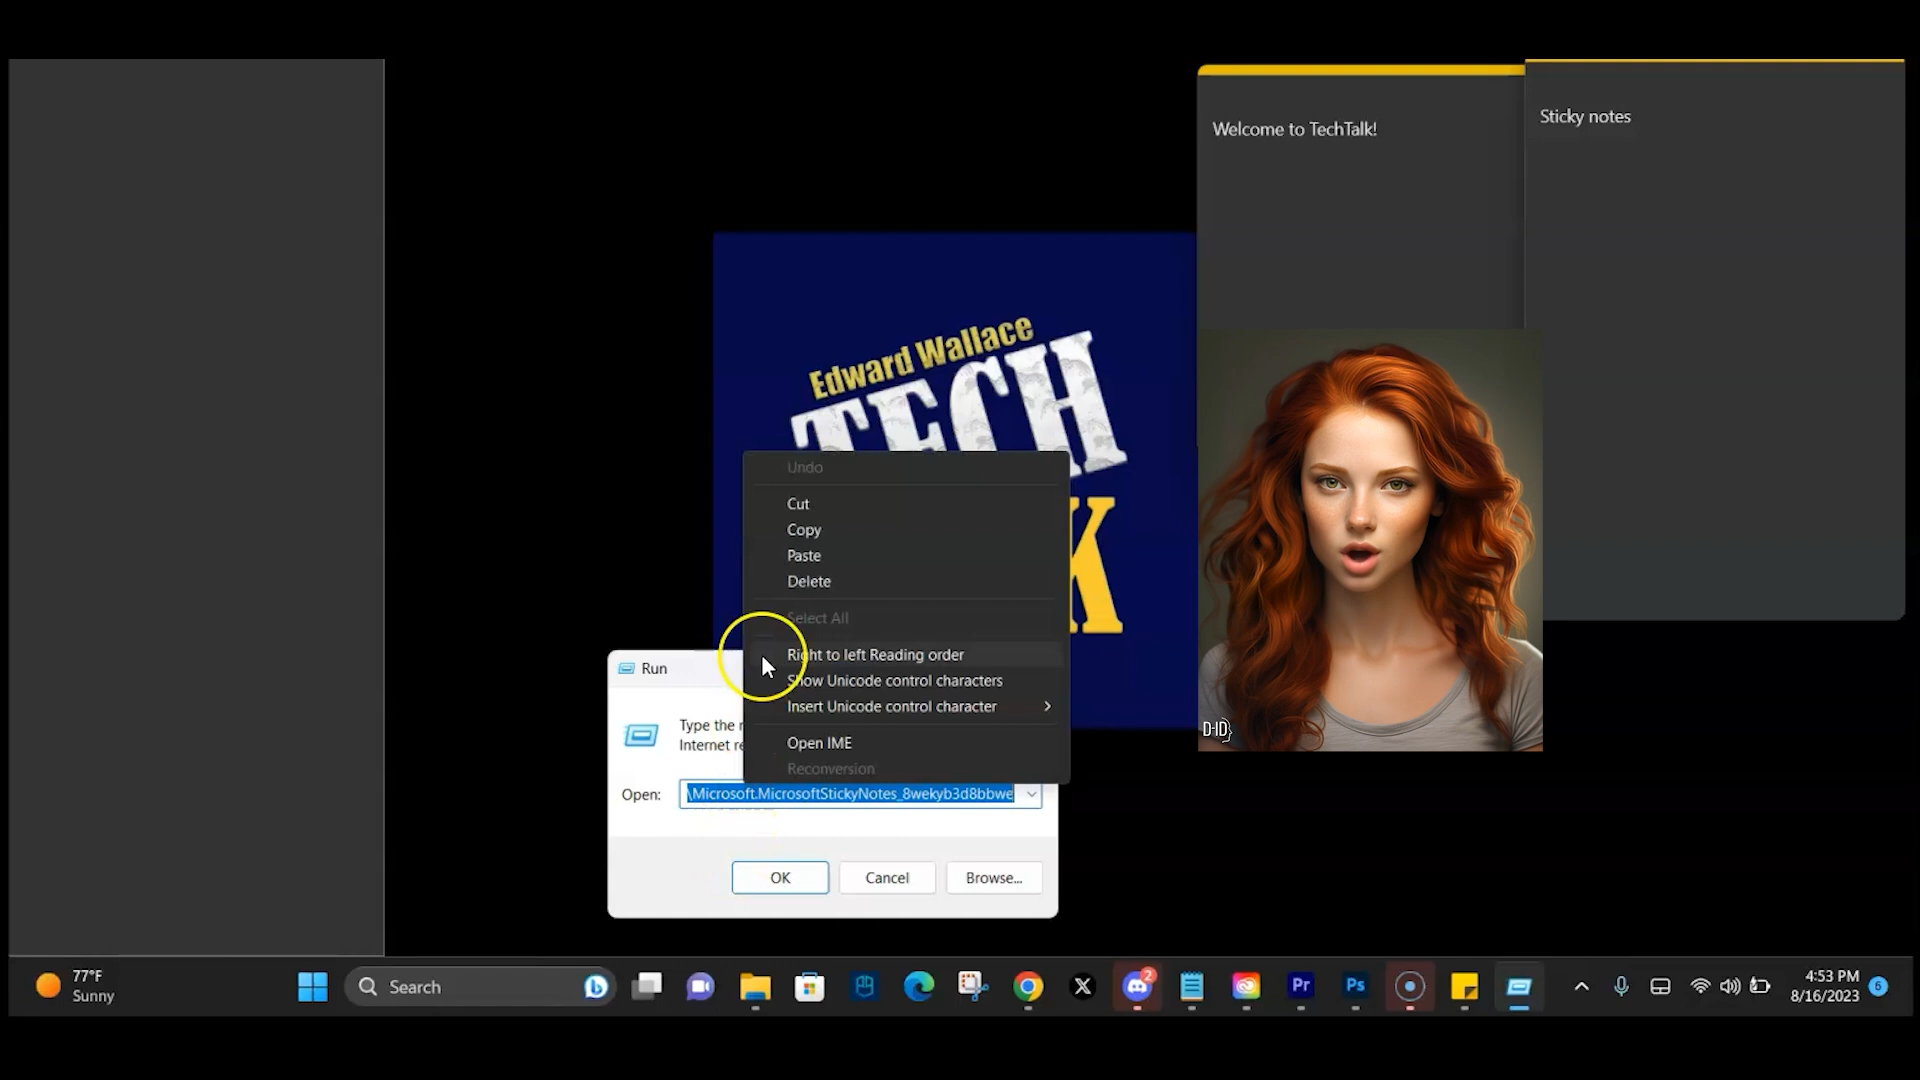 Welcome to TechTalk!
Sticky notes
Edward Wallace
TECH
K
Undo
Cut
Copy
Paste
Delete
Select All
Right to left Reading order
Show Unicode control characters
Insert Unicode control character
Open IME
Reconversion
Run
Type the
Internet re
Open:
\Microsoft.MicrosoftStickyNotes_8wekyb3d8bbwe
OK
Cancel
Browse...
D-ID
77°F
Sunny
Search
X
2
Pr
Ps
4:53 PM
8/16/2023
6